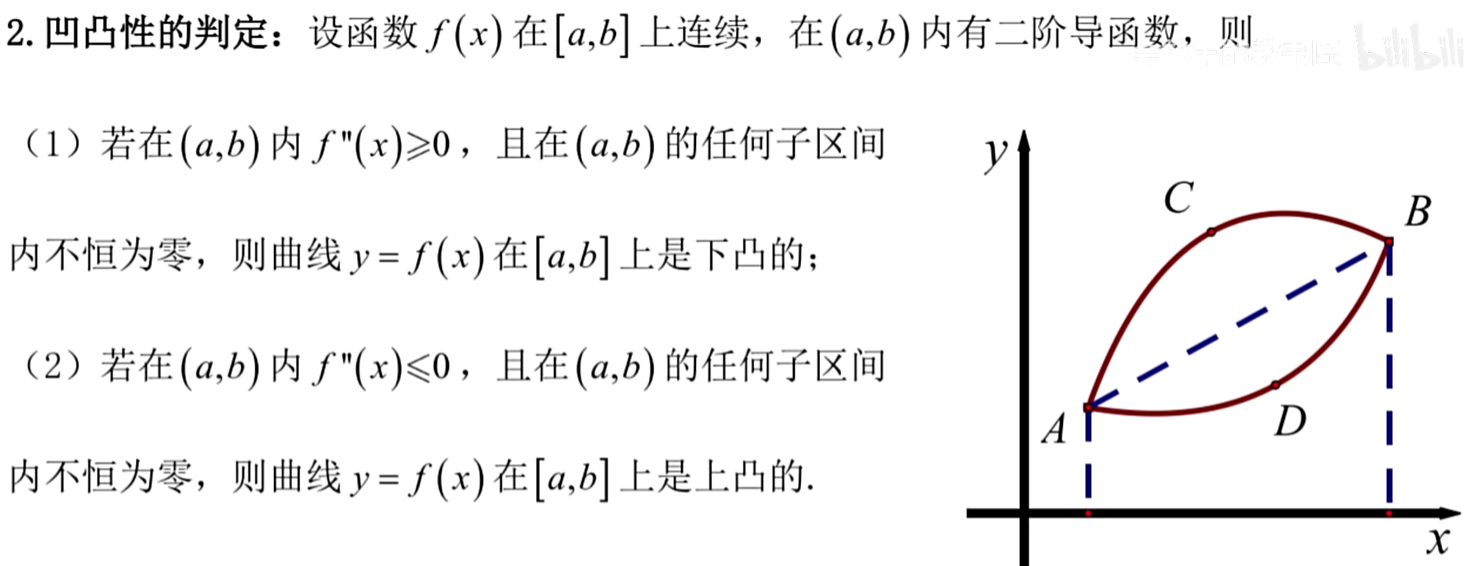 2.凹凸性的判定：设函数 f(x) 在[a,b]上连续，在(a,b)内有二阶导函数，则
bilibili
（1）若在(a,b)内 f"(x)⩾0，且在(a,b)的任何子区间
内不恒为零，则曲线 y=f(x)在[a,b]上是下凸的；
（2）若在(a,b)内 f"(x)⩽0，且在(a,b)的任何子区间
内不恒为零，则曲线 y=f(x)在[a,b]上是上凸的.
y
C
B
A
D
x